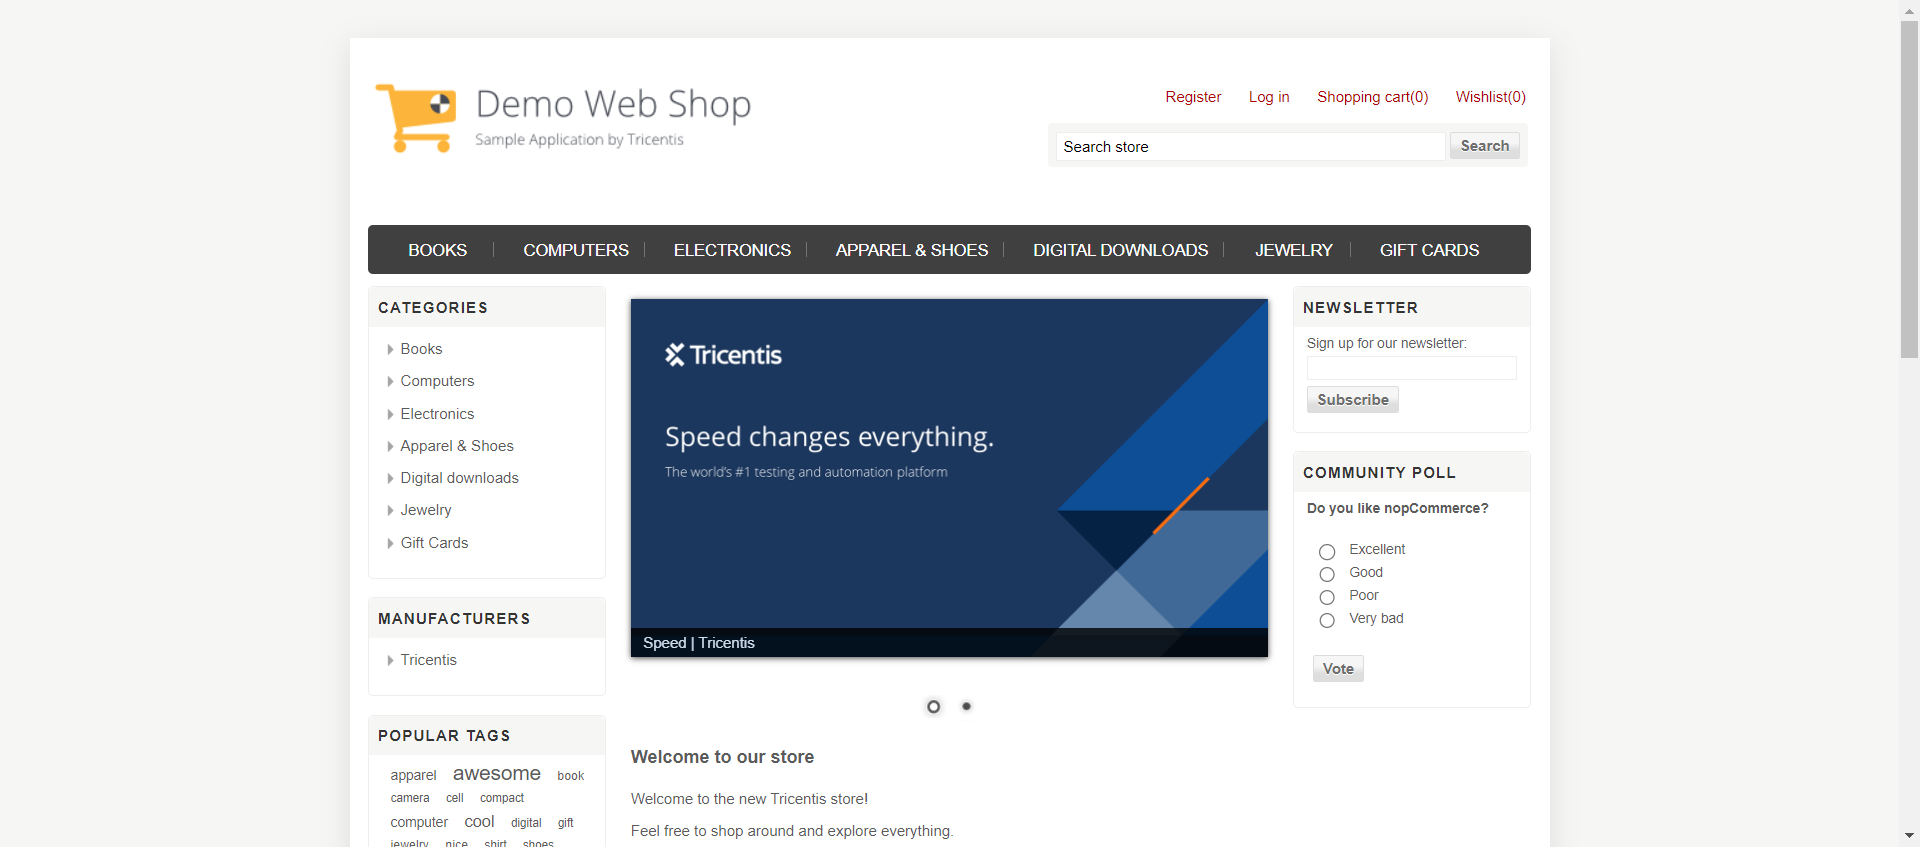 Demo Web Shop
Sample Application by Tricentis
Register Log in Shopping cart(0) Wishlist(0)
Search store Search
BOOKS COMPUTERS ELECTRONICS APPAREL & SHOES DIGITAL DOWNLOADS JEWELRY GIFT CARDS
CATEGORIES
Books
Computers
Electronics
Apparel & Shoes
Digital downloads
Jewelry
Gift Cards
MANUFACTURERS
Tricentis
POPULAR TAGS
apparel awesome book
camera cell compact
computer cool digital gift
jewelry nice shirt shoes
Tricentis
Speed changes everything.
The world's #1 testing and automation platform
Speed | Tricentis
Welcome to our store
Welcome to the new Tricentis store!
Feel free to shop around and explore everything.
NEWSLETTER
Sign up for our newsletter:
Subscribe
COMMUNITY POLL
Do you like nopCommerce?
Excellent
Good
Poor
Very bad
Vote